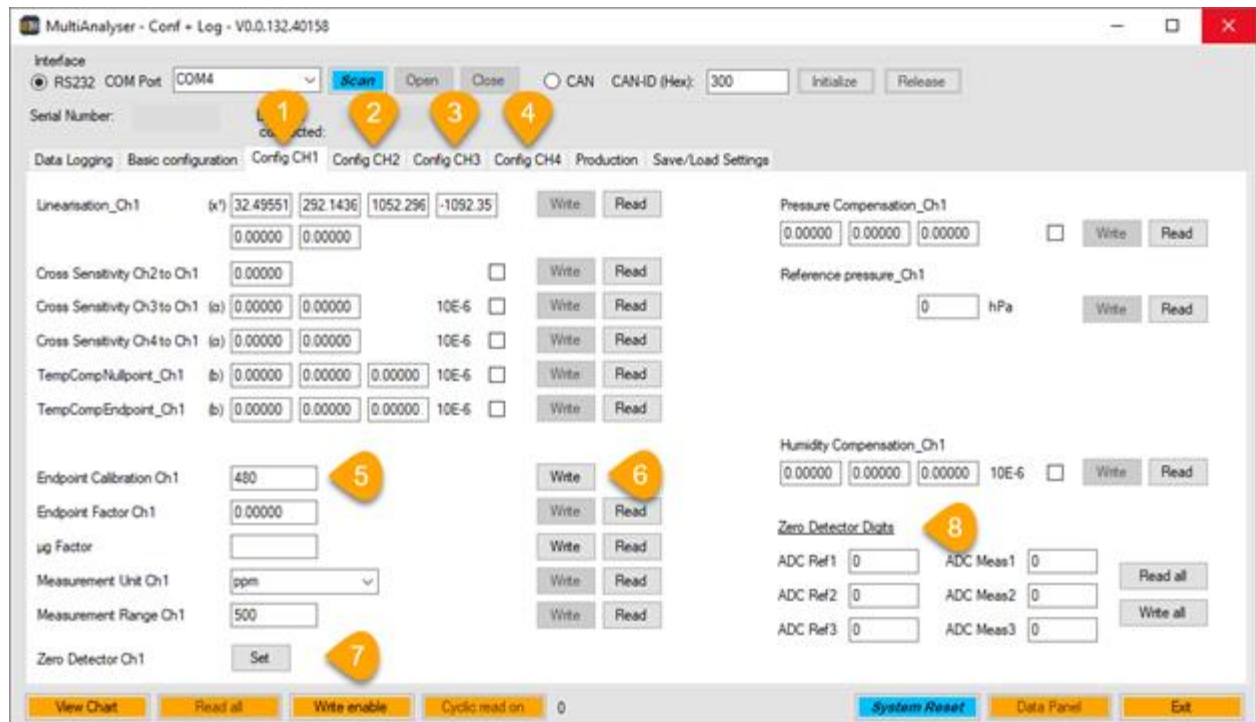 MultiAnalyser - Conf + Log - V0.0.132.40158
Interface
RS232 COM Port COM4 Scan Open Close CAN CAN-ID (Hex): 300 Initialize Release
Serial Number:
1 2 3 4
Data Logging Basic configuration Config CH1 Config CH2 Config CH3 Config CH4 Production Save/Load Settings
Linearisation_Ch1 32.49551 292.1436 1052.296 -1092.35 Write Read
0.00000 0.00000
Cross Sensitivity Ch2 to Ch1 0.00000 Write Read
Cross Sensitivity Ch3 to Ch1 (α) 0.00000 0.00000 10E-6 Write Read
Cross Sensitivity Ch4 to Ch1 (α) 0.00000 0.00000 10E-6 Write Read
TempCompNullpoint_Ch1 (b) 0.00000 0.00000 0.00000 10E-6 Write Read
TempCompEndpoint_Ch1 (b) 0.00000 0.00000 0.00000 10E-6 Write Read
Endpoint Calibration Ch1 480 5 Write 6
Endpoint Factor Ch1 0.00000 Write Read
µg Factor Write Read
Measurement Unit Ch1 ppm Write Read
Measurement Range Ch1 500 Write Read
Zero Detector Ch1 Set 7
Pressure Compensation_Ch1
0.00000 0.00000 0.00000 Write Read
Reference pressure_Ch1
0 hPa Write Read
Humidity Compensation_Ch1
0.00000 0.00000 0.00000 10E-6 Write Read
Zero Detector Digits 8
ADC Ref1 0 ADC Meas1 0
Read all
ADC Ref2 0 ADC Meas2 0
Write all
ADC Ref3 0 ADC Meas3 0
View Chart Read all Write enable Cyclic read on 0 System Reset Data Panel Exit